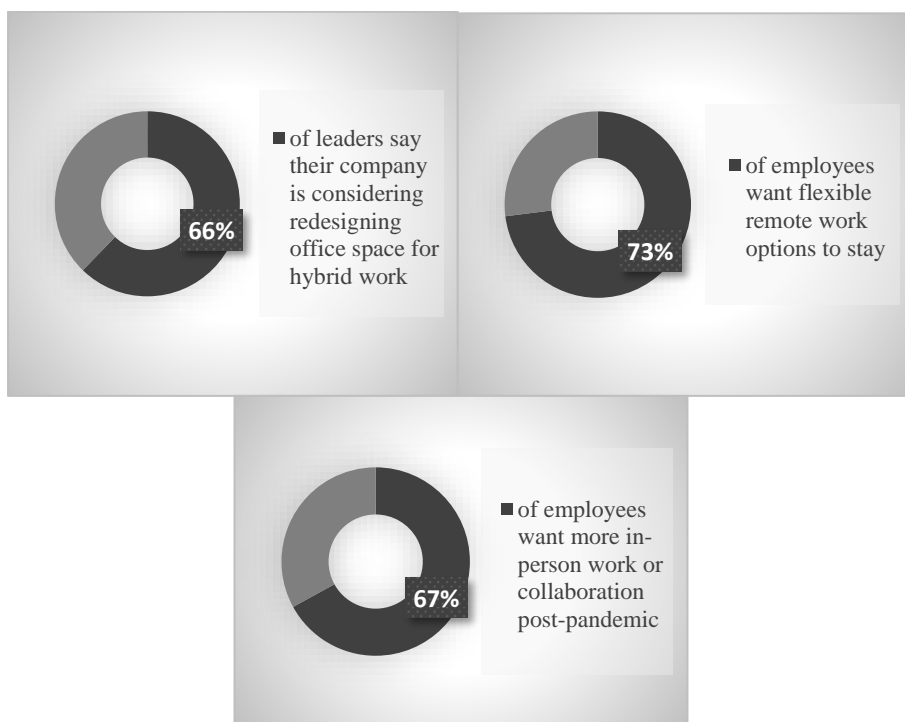 66%
of leaders say
their company
is considering
redesigning
office space for
hybrid work
73%
of employees
want flexible
remote work
options to stay
67%
of employees
want more in-
person work or
collaboration
post-pandemic